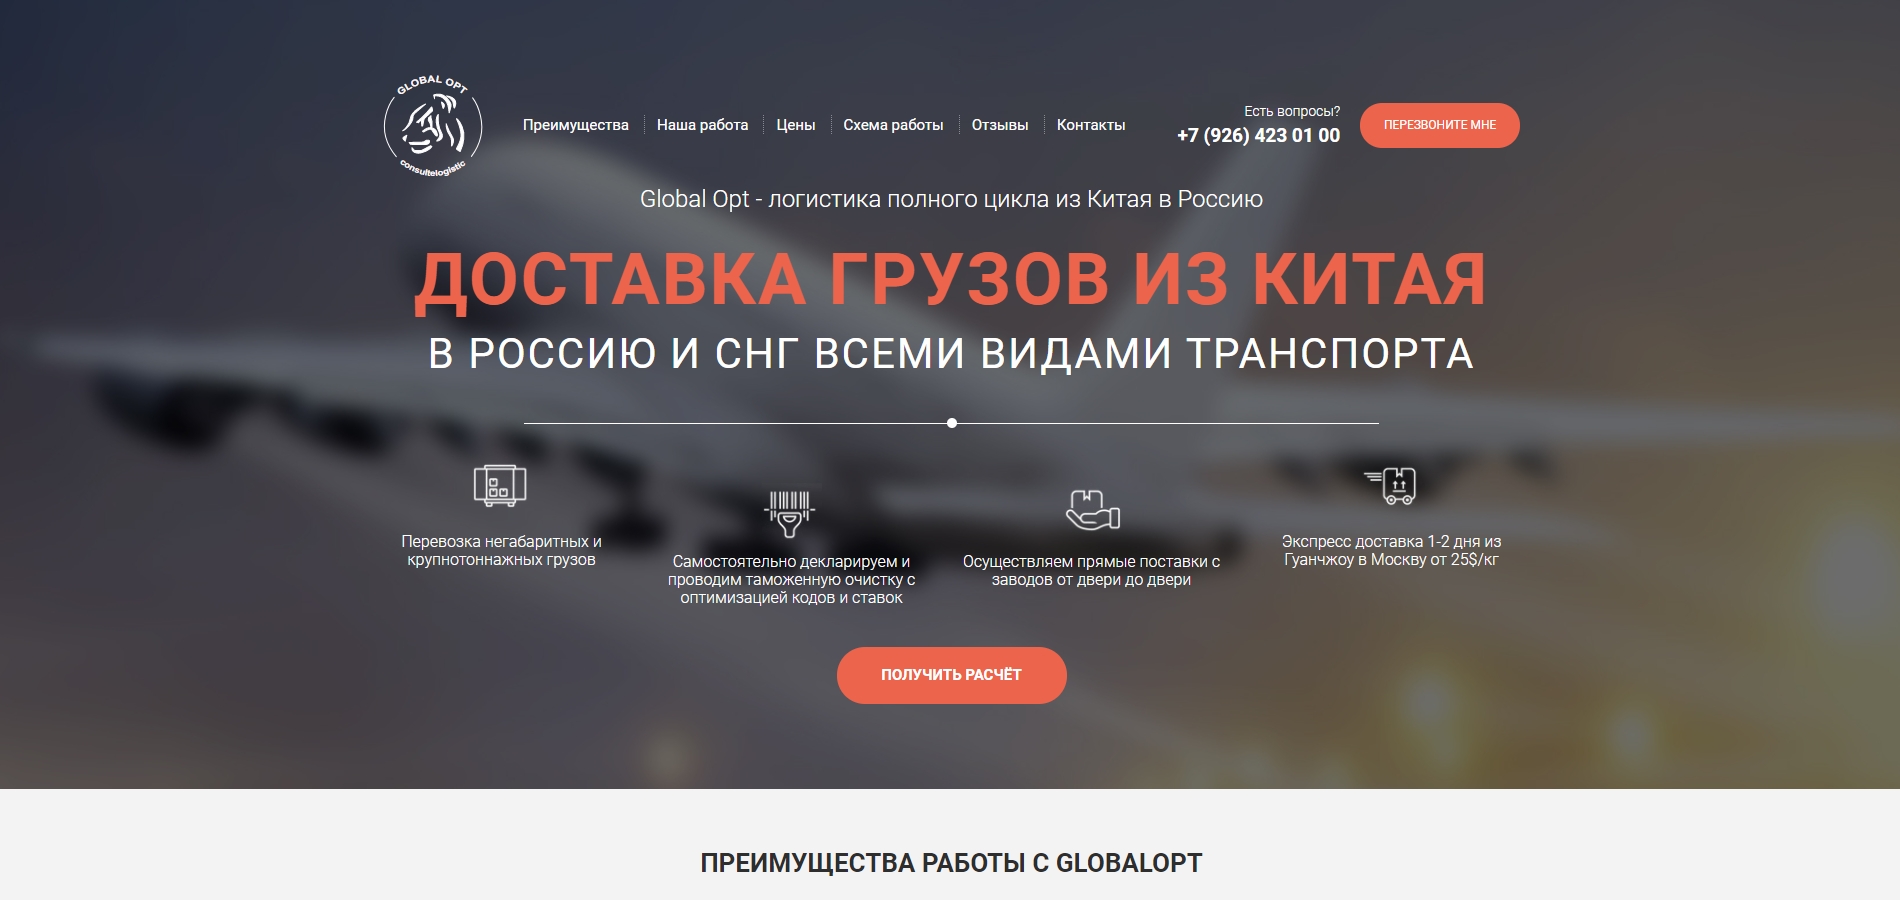 GLOBAL OPT
consultelogistic
Преимущества
Наша работа
Цены
Схема работы
Отзывы
Контакты
Есть вопросы?
+7 (926) 423 01 00
ПЕРЕЗВОНИТЕ МНЕ
Global Opt - логистика полного цикла из Китая в Россию
ДОСТАВКА ГРУЗОВ ИЗ КИТАЯ
В РОССИЮ И СНГ ВСЕМИ ВИДАМИ ТРАНСПОРТА
Перевозка негабаритных и
крупнотоннажных грузов
Самостоятельно декларируем и
проводим таможенную очистку с
оптимизацией кодов и ставок
Осуществляем прямые поставки с
заводов от двери до двери
Экспресс доставка 1-2 дня из
Гуанчжоу в Москву от 25$/кг
ПОЛУЧИТЬ РАСЧЁТ
ПРЕИМУЩЕСТВА РАБОТЫ С GLOBALOPT